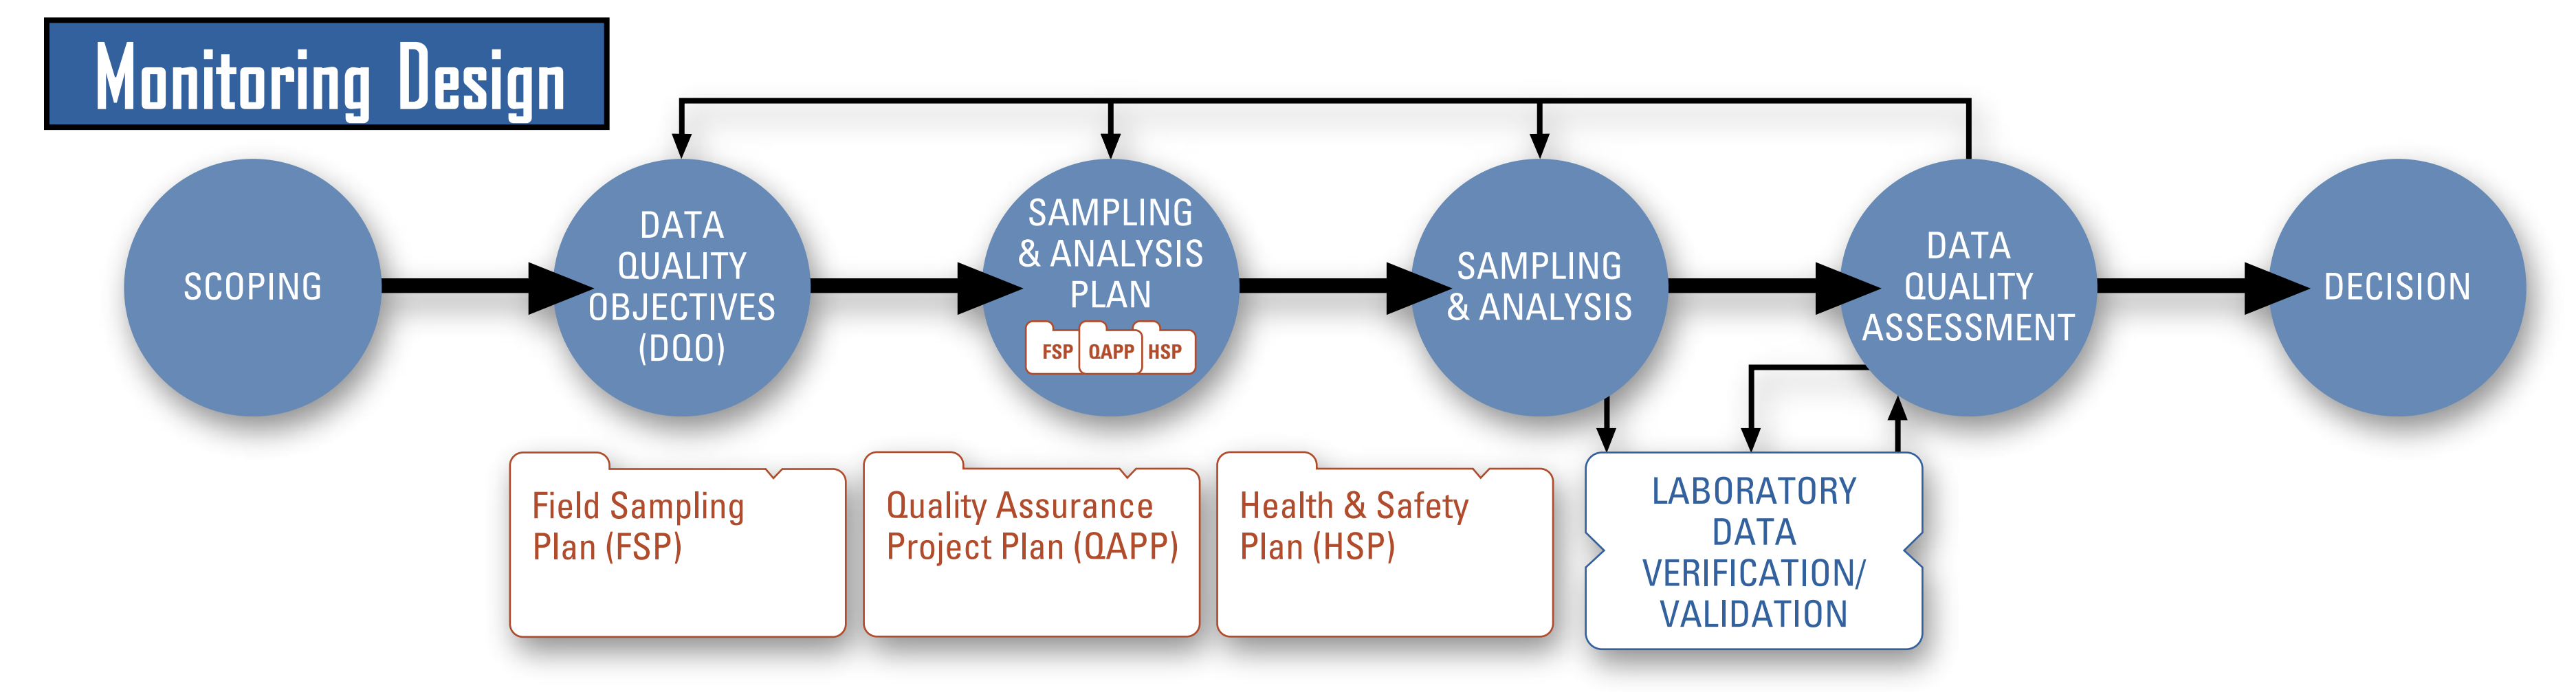 Monitoring Design
SCOPING
DATA
QUALITY
OBJECTIVES
(DQO)
SAMPLING
& ANALYSIS
PLAN
FSP
QAPP
HSP
SAMPLING
& ANALYSIS
DATA
QUALITY
ASSESSMENT
DECISION
Field Sampling
Plan (FSP)
Quality Assurance
Project Plan (QAPP)
Health & Safety
Plan (HSP)
LABORATORY
DATA
VERIFICATION/
VALIDATION